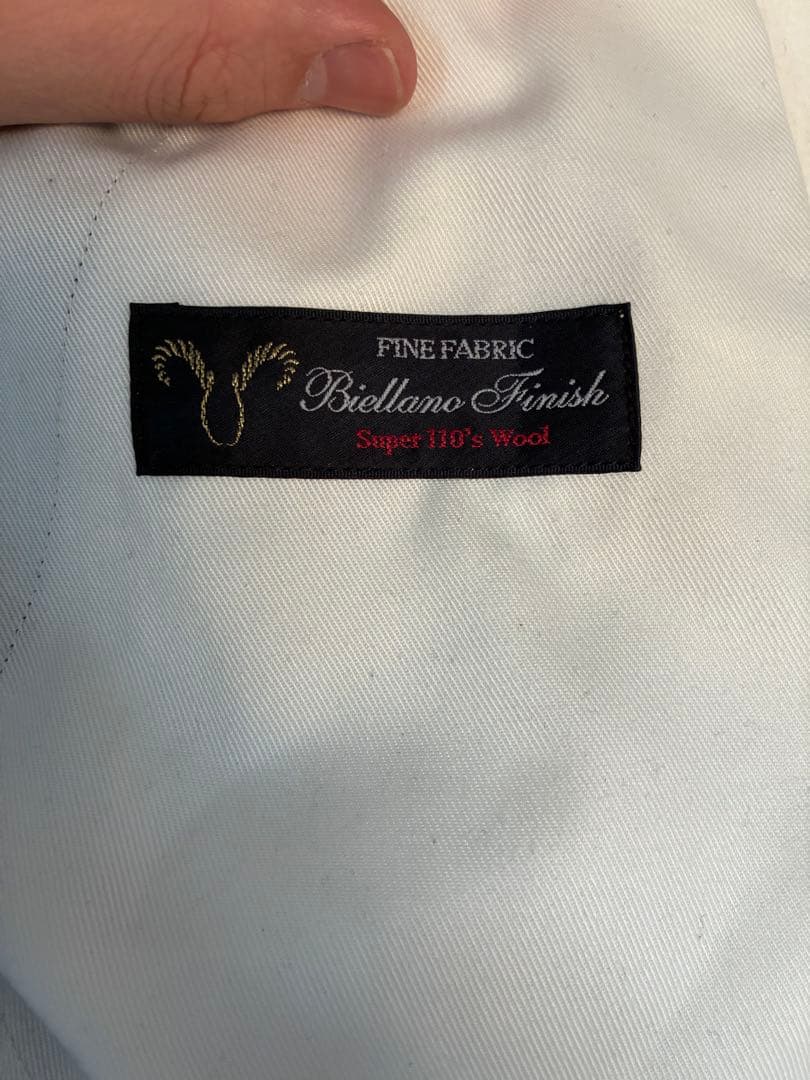 FINE FABRIC
Biellano Finish
Super 110's Wool